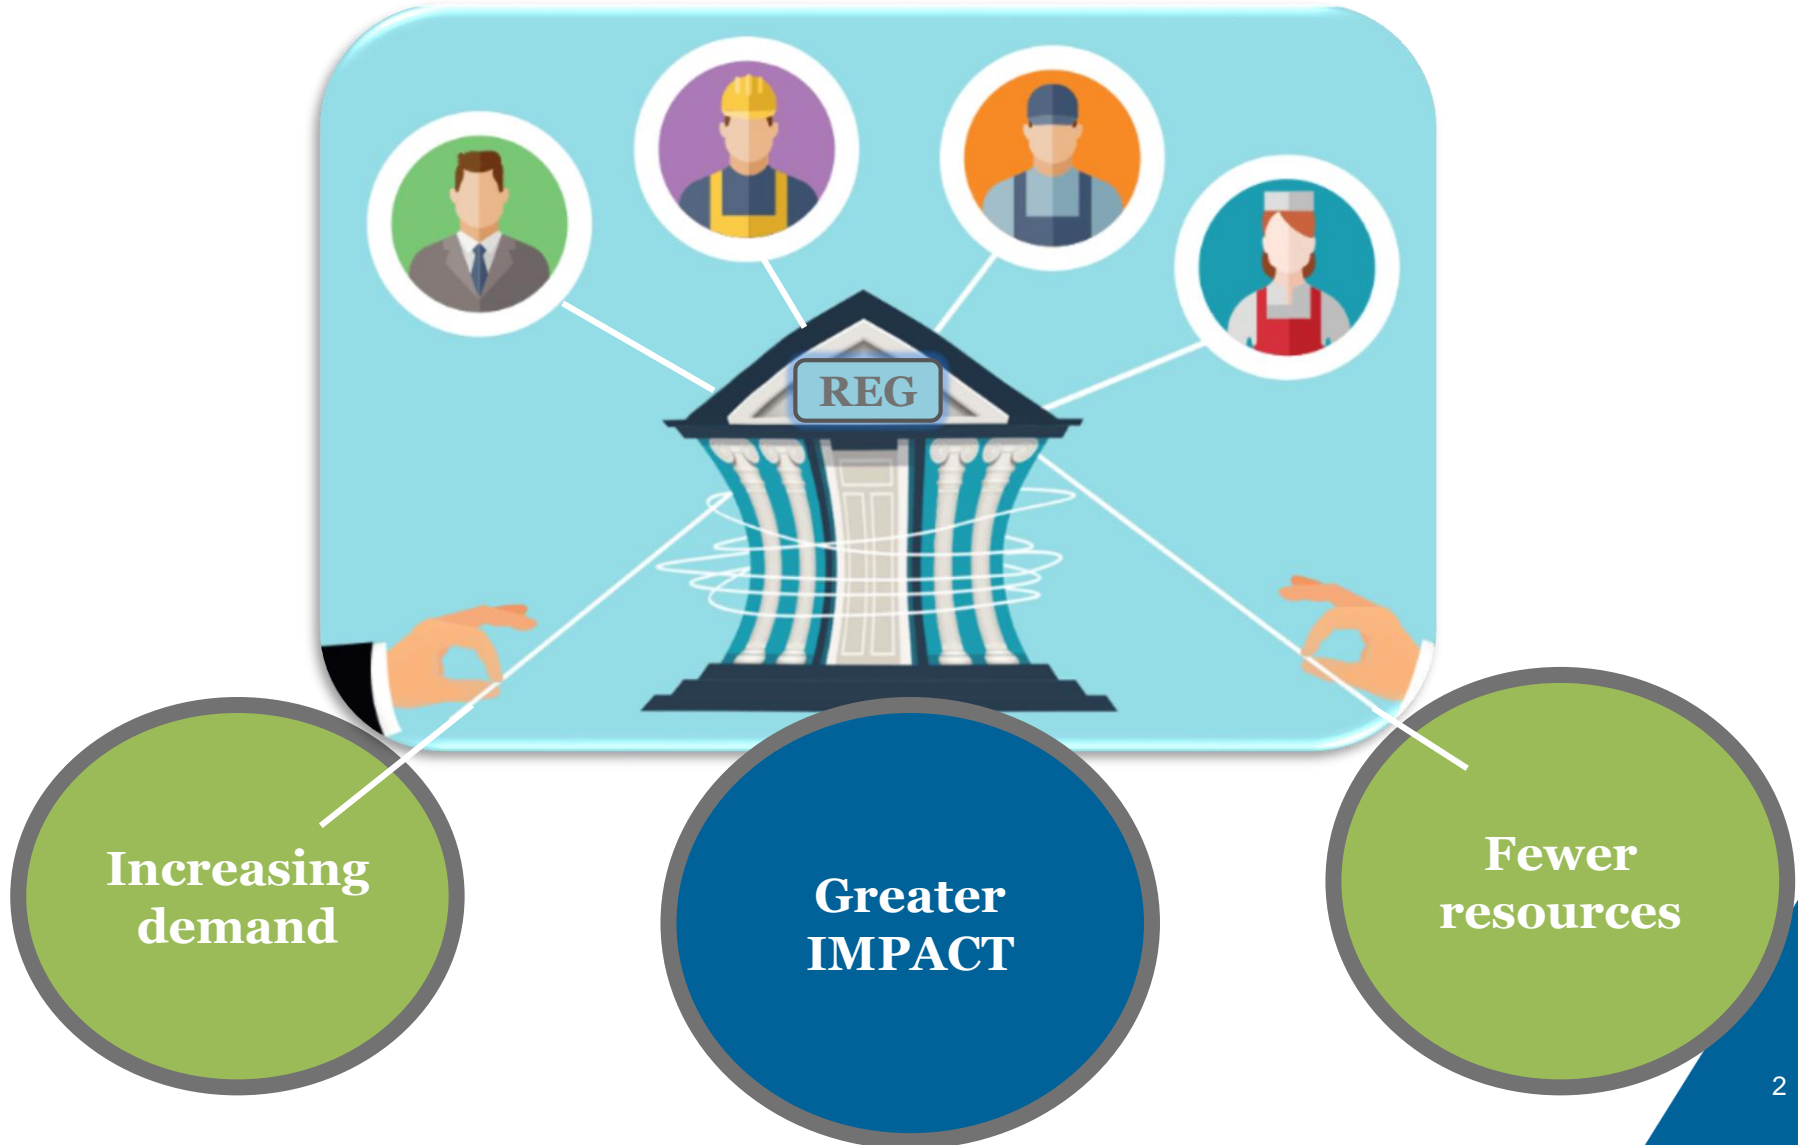 REG
Increasing
demand
Greater
IMPACT
Fewer
resources
2